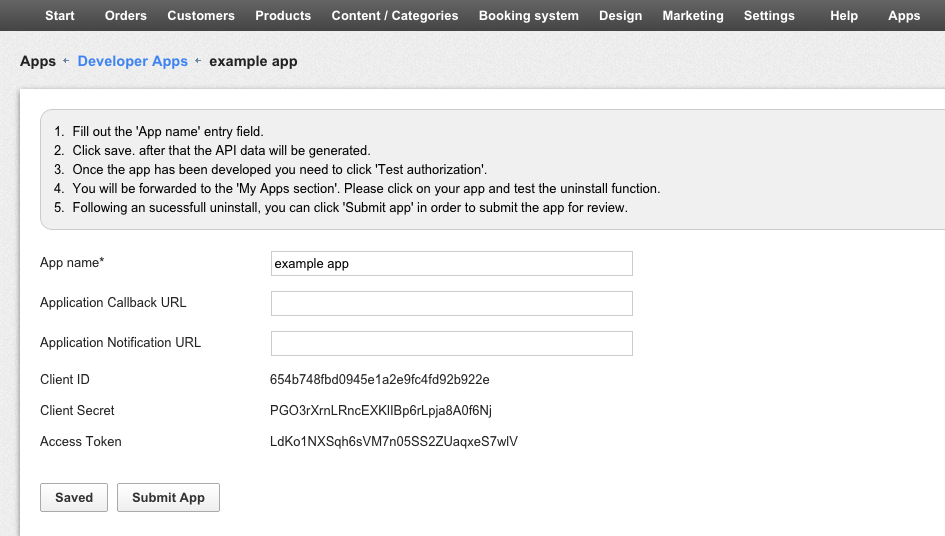 Start Orders Customers Products Content / Categories Booking system Design Marketing Settings Help Apps
Apps Developer Apps example app
1. Fill out the 'App name' entry field.
2. Click save. after that the API data will be generated.
3. Once the app has been developed you need to click 'Test authorization'.
4. You will be forwarded to the 'My Apps section'. Please click on your app and test the uninstall function.
5. Following an sucessfull uninstall, you can click 'Submit app' in order to submit the app for review.
App name* example app
Application Callback URL
Application Notification URL
Client ID 654b748fbd0945e1a2e9fc4fd92b922e
Client Secret PGO3rXrnLRncEXKlIBp6rLpja8A0f6Nj
Access Token LdKo1NXSqh6sVM7n05SS2ZUaqxeS7wlV
Saved Submit App